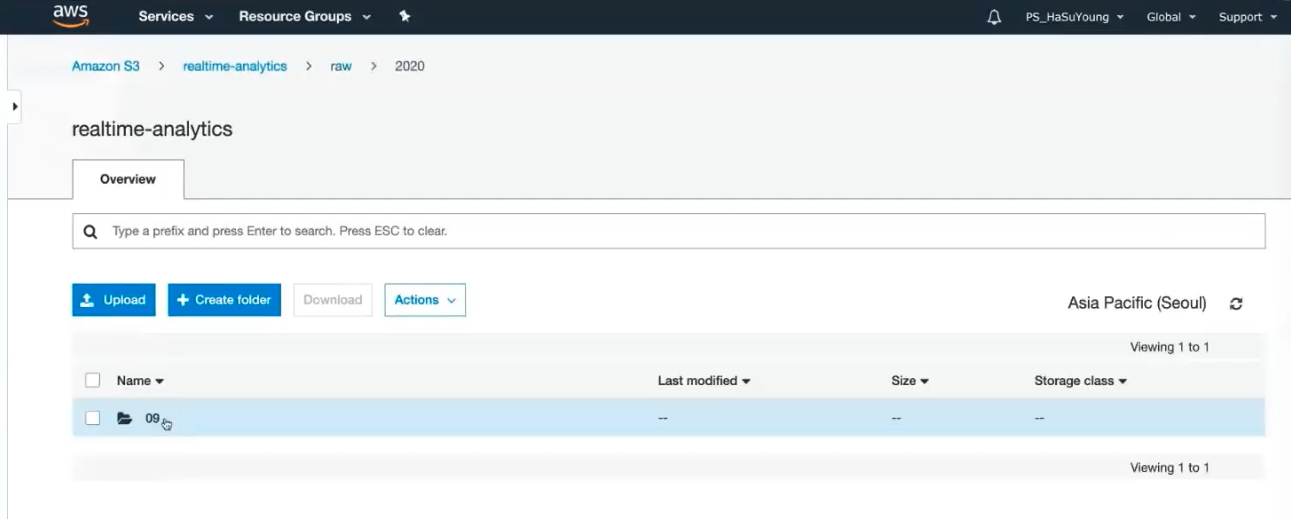 aws Services Resource Groups PS_HaSuYoung Global Support
Amazon S3 > realtime-analytics > raw > 2020
realtime-analytics
Overview
Type a prefix and press Enter to search. Press ESC to clear.
Upload + Create folder Download Actions Asia Pacific (Seoul)
Viewing 1 to 1
Name Last modified Size Storage class
09 -- -- --
Viewing 1 to 1